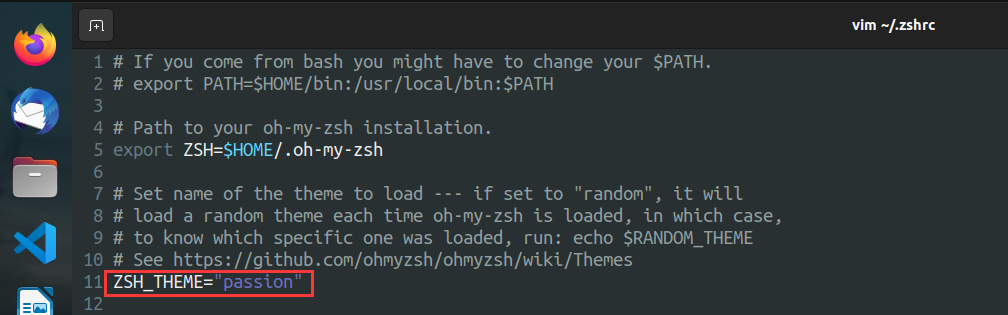 vim ~/.zshrc
1 # If you come from bash you might have to change your $PATH.
2 # export PATH=$HOME/bin:/usr/local/bin:$PATH
3
4 # Path to your oh-my-zsh installation.
5 export ZSH=$HOME/.oh-my-zsh
6
7 # Set name of the theme to load --- if set to "random", it will
8 # load a random theme each time oh-my-zsh is loaded, in which case,
9 # to know which specific one was loaded, run: echo $RANDOM_THEME
10 # See https://github.com/ohmyzsh/ohmyzsh/wiki/Themes
11 ZSH_THEME="passion"
12